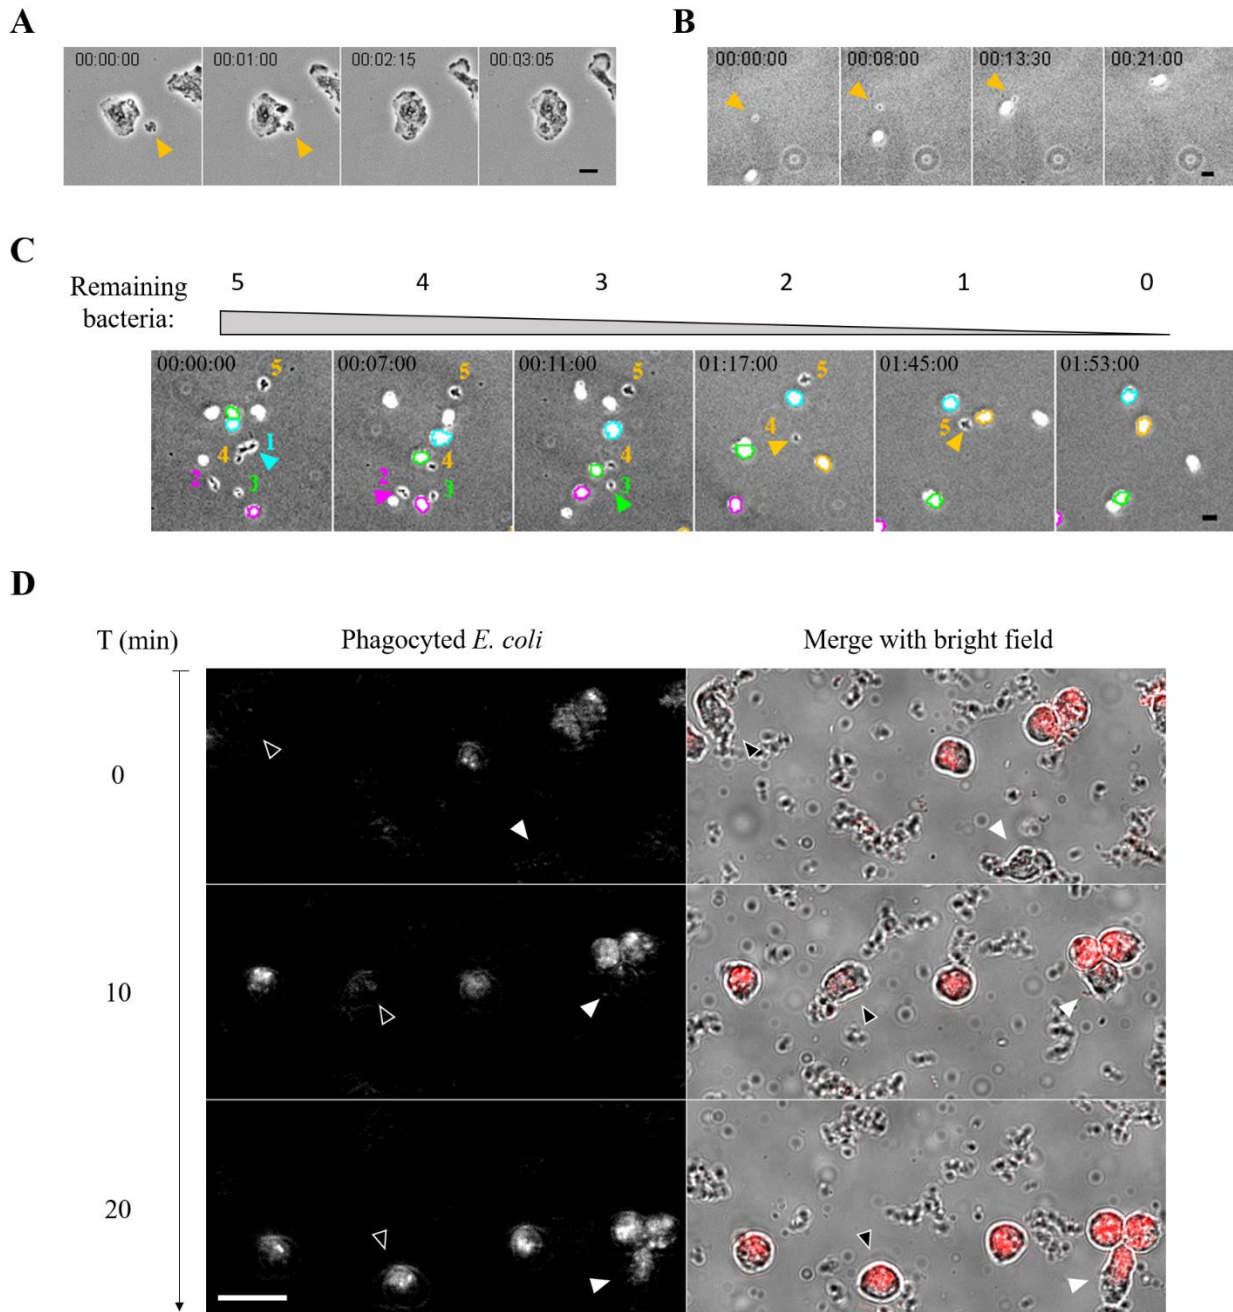 A
00:00:00 00:01:00 00:02:15 00:03:05
B
00:00:00 00:08:00 00:13:30 00:21:00
C
Remaining bacteria: 5 4 3 2 1 0
00:00:00 00:07:00 00:11:00 01:17:00 01:45:00 01:53:00
5 4 1 2 3
5 4 2 3
5 4 3
5 4
5
D
T (min) Phagocyted E. coli Merge with bright field
0
10
20